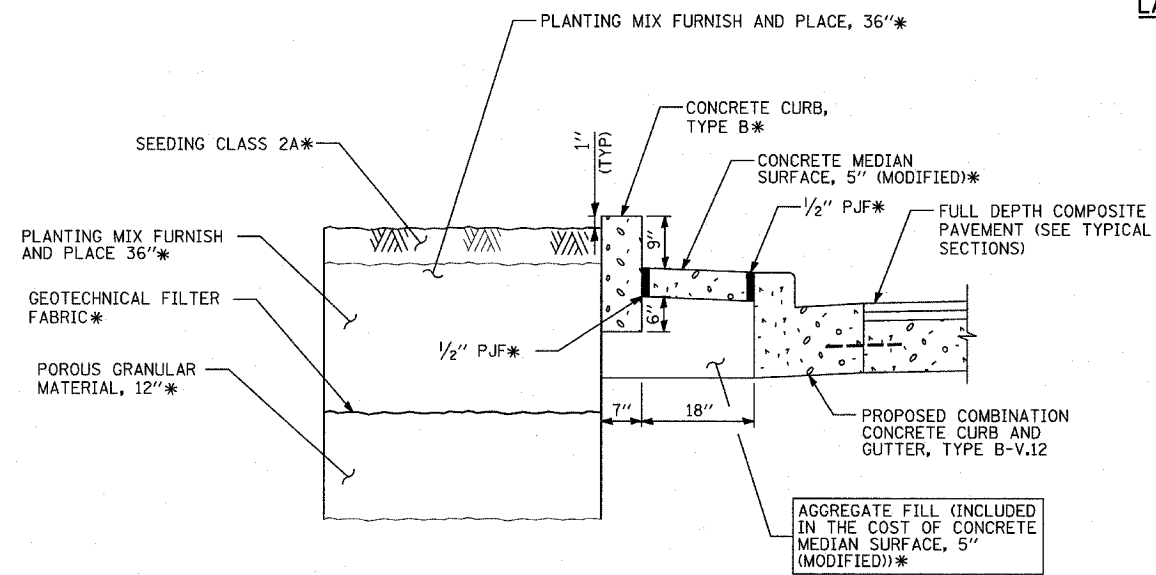 LA
PLANTING MIX FURNISH AND PLACE, 36"*
CONCRETE CURB,
TYPE B*
SEEDING CLASS 2A*
1"
(TYP)
CONCRETE MEDIAN
SURFACE, 5" (MODIFIED)*
1/2" PJF*
FULL DEPTH COMPOSITE
PAVEMENT (SEE TYPICAL
SECTIONS)
PLANTING MIX FURNISH
AND PLACE 36"*
9"
GEOTECHNICAL FILTER
FABRIC*
6"
1/2" PJF*
POROUS GRANULAR
MATERIAL, 12"*
7"
18"
PROPOSED COMBINATION
CONCRETE CURB AND
GUTTER, TYPE B-V.12
AGGREGATE FILL (INCLUDED
IN THE COST OF CONCRETE
MEDIAN SURFACE, 5"
(MODIFIED))*